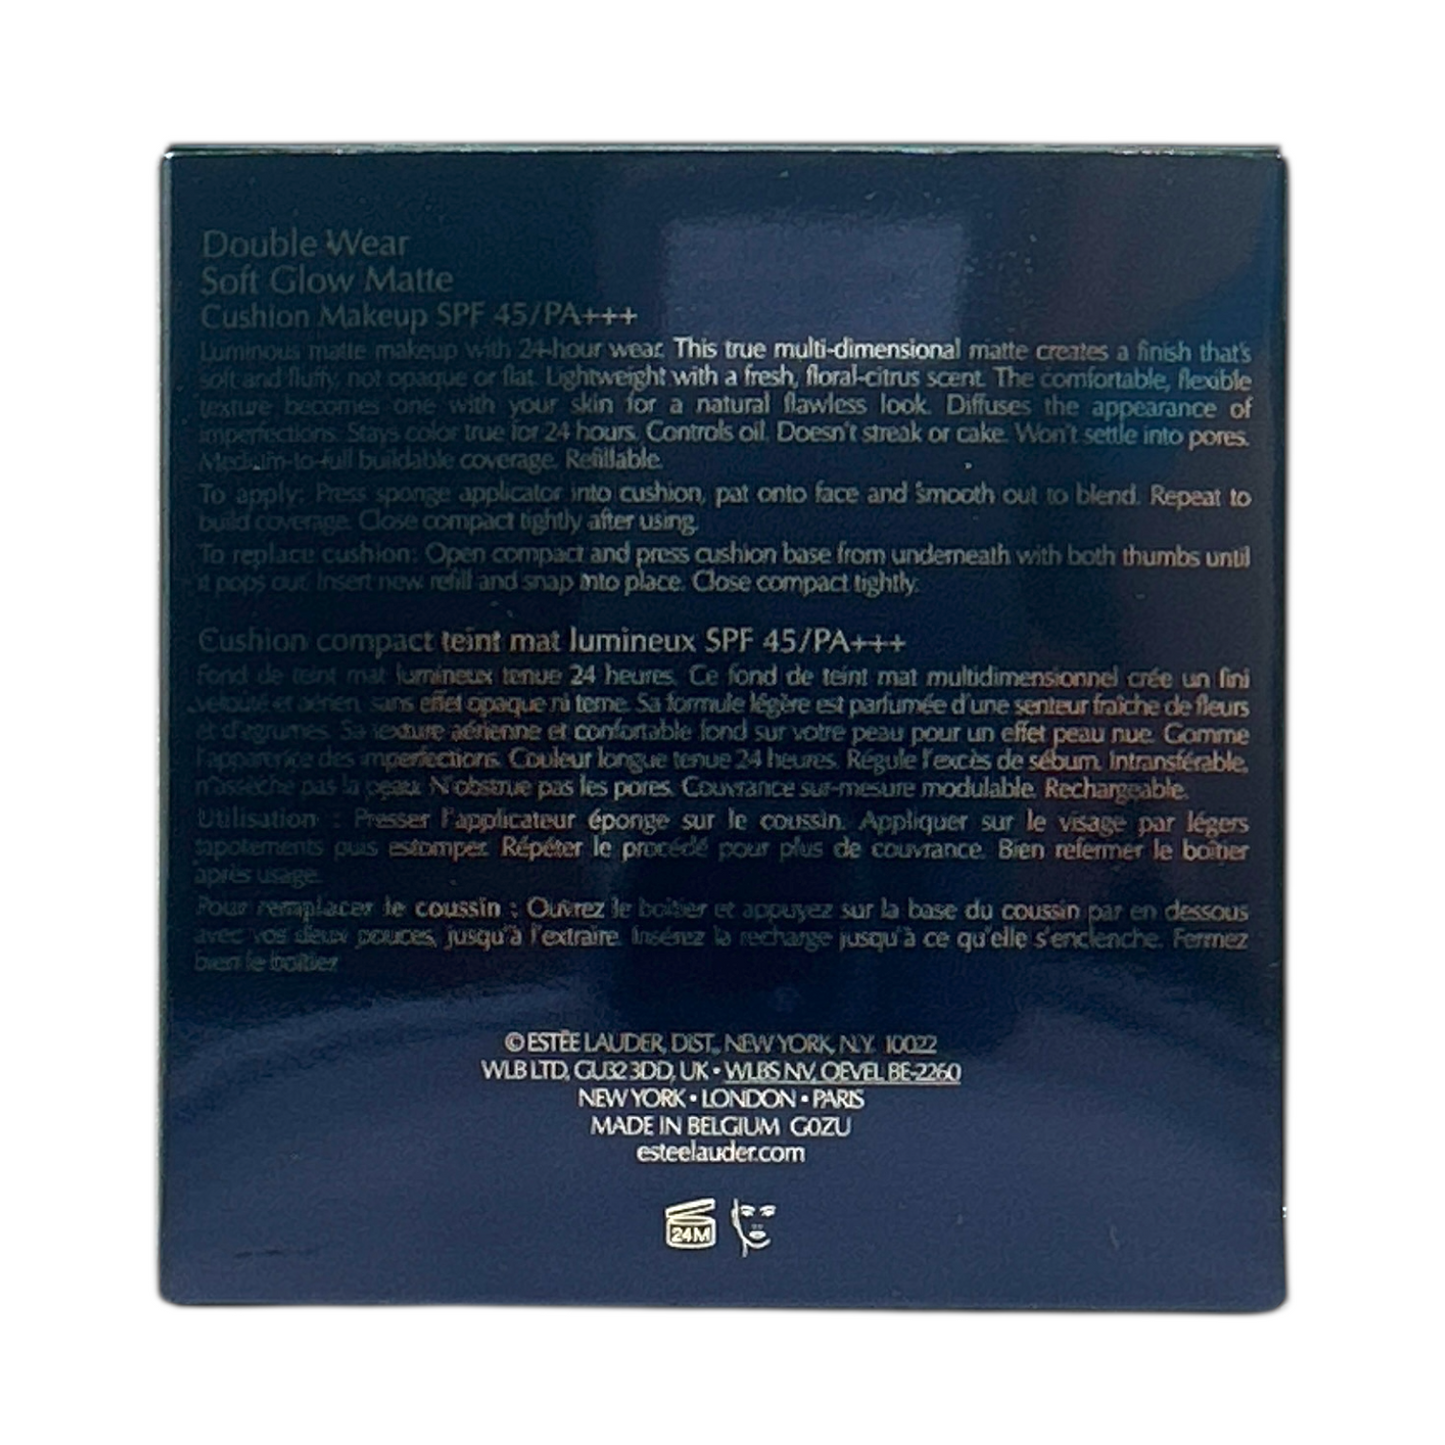 Double Wear
Soft Glow Matte
Cushion Makeup SPF 45/PA+++
Luminous matte makeup with 24-hour wear. This true multi-dimensional matte creates a finish that's
soft and fluffy, not opaque or flat. Lightweight with a fresh, floral-citrus scent. The comfortable, flexible
texture becomes one with your skin for a natural flawless look. Diffuses the appearance of
imperfections. Stays color true for 24 hours. Controls oil. Doesn't streak or cake. Won't settle into pores.
Medium-to-full buildable coverage. Refillable.
To apply: Press sponge applicator into cushion, pat onto face and smooth out to blend. Repeat to
build coverage. Close compact tightly after using.
To replace cushion: Open compact and press cushion base from underneath with both thumbs until
it pops out. Insert new refill and snap into place. Close compact tightly.
Cushion compact teint mat lumineux SPF 45/PA+++
Fond de teint mat lumineux tenue 24 heures. Ce fond de teint mat multidimensionnel crée un fini
velouté et aérien, sans effet opaque ni terne. Sa formule légère est parfumée d'une senteur fraîche de fleurs
et d'agrumes. Sa texture aérienne et confortable fond sur votre peau pour un effet peau nue. Gomme
l'apparence des imperfections. Couleur longue tenue 24 heures. Régule l'excès de sébum. Intransférable,
n'assèche pas la peau. N'obstrue pas les pores. Couvrance sur-mesure modulable. Rechargeable.
Utilisation : Presser l'applicateur éponge sur le coussin. Appliquer sur le visage par légers
tapotements puis estomper. Répéter le procédé pour plus de couvrance. Bien refermer le boîtier
après usage.
Pour remplacer le coussin : Ouvrez le boîtier et appuyez sur la base du coussin par en dessous
avec vos deux pouces, jusqu'à l'extraire. Insérez la recharge jusqu'à ce qu'elle s'enclenche. Fermez
bien le boîtier.
© ESTĒE LAUDER, DIST., NEW YORK, N.Y. 10022
WLB LTD, GU32 3DD, UK • WLBS NV, OEVEL BE-2260
NEW YORK • LONDON • PARIS
MADE IN BELGIUM G0ZU
esteelauder.com
24M